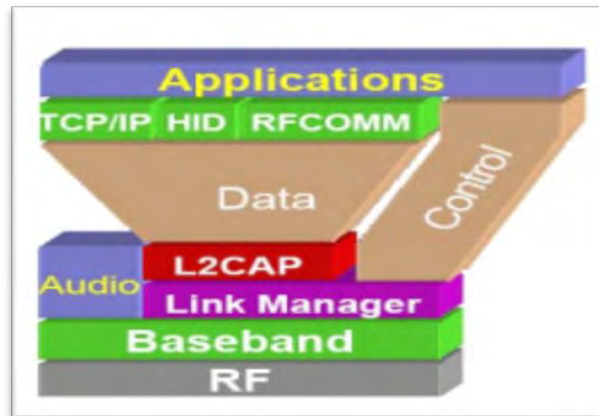 Applications
TCP/IP HID RFCOMM
Data
Control
L2CAP
Audio
Link Manager
Baseband
RF